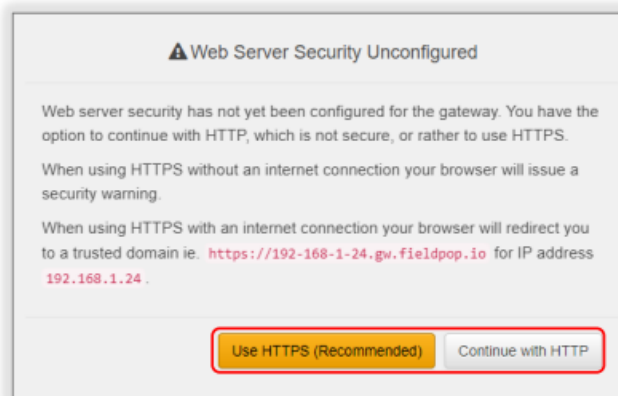 Web Server Security Unconfigured
Web server security has not yet been configured for the gateway. You have the
option to continue with HTTP, which is not secure, or rather to use HTTPS.
When using HTTPS without an internet connection your browser will issue a
security warning.
When using HTTPS with an internet connection your browser will redirect you
to a trusted domain ie. https://192-168-1-24.gw.fieldpop.io for IP address
192.168.1.24 .
Use HTTPS (Recommended) Continue with HTTP